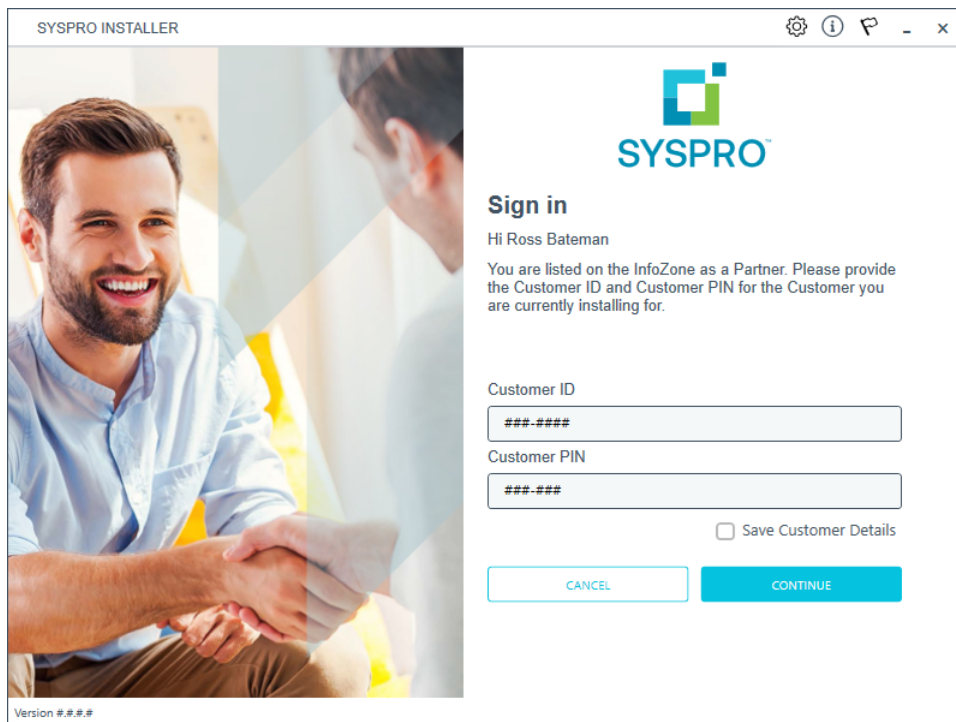 SYSPRO INSTALLER
SYSPRO™
Sign in
Hi Ross Bateman
You are listed on the InfoZone as a Partner. Please provide
the Customer ID and Customer PIN for the Customer you
are currently installing for.
Customer ID
###-####
Customer PIN
###-###
Save Customer Details
CANCEL
CONTINUE
Version #.#.#.#